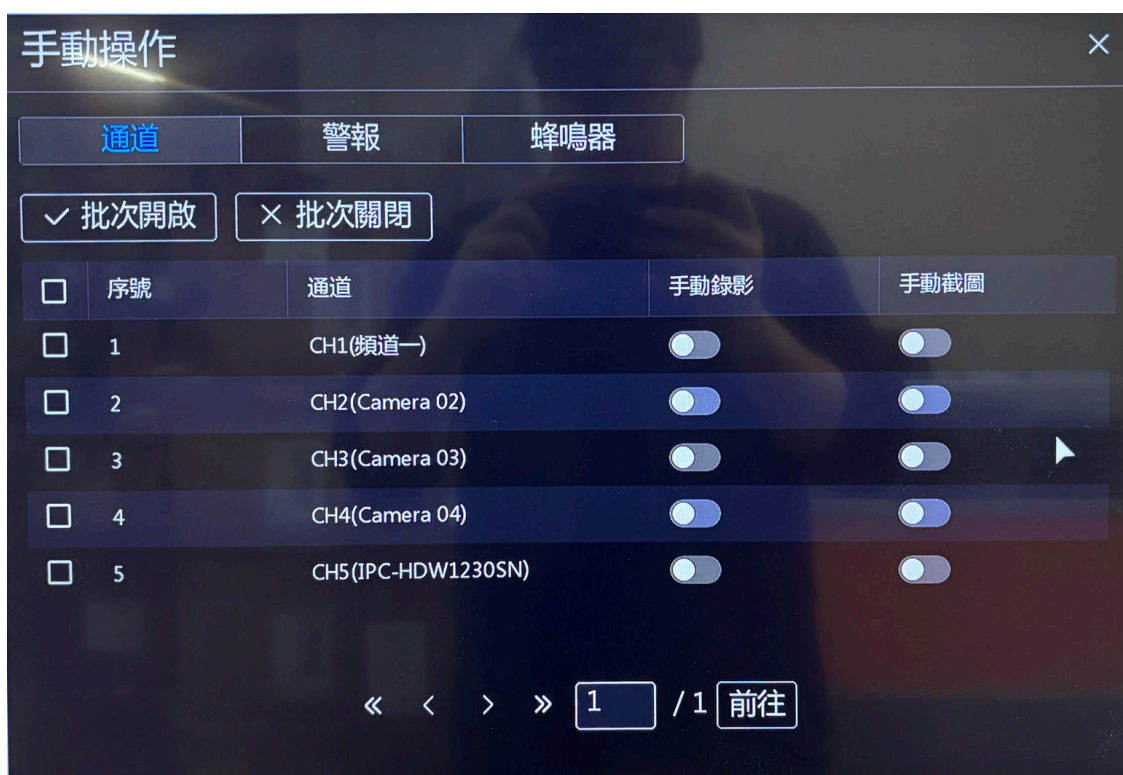 手動操作
通道 警報 蜂鳴器
批次開啟 批次關閉
序號 通道 手動錄影 手動截圖
1 CH1(頻道一)
2 CH2(Camera 02)
3 CH3(Camera 03)
4 CH4(Camera 04)
5 CH5(IPC-HDW1230SN)
« < > » 1 / 1 前往